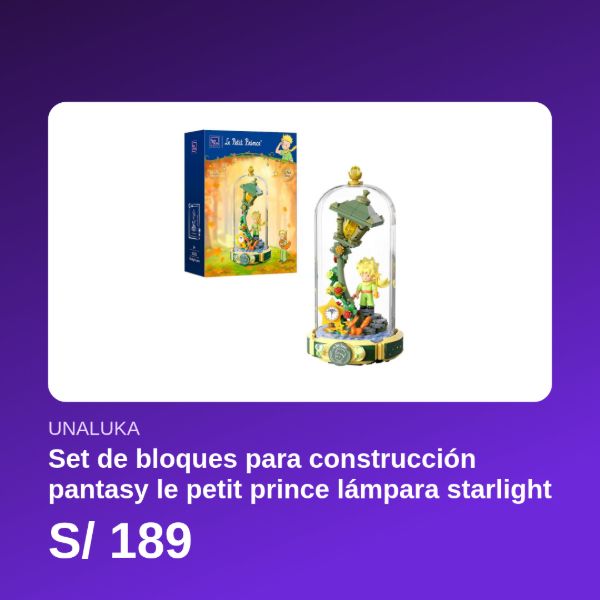 Le Petit Prince
UNALUKA
Set de bloques para construcción
pantasy le petit prince lámpara starlight
S/ 189